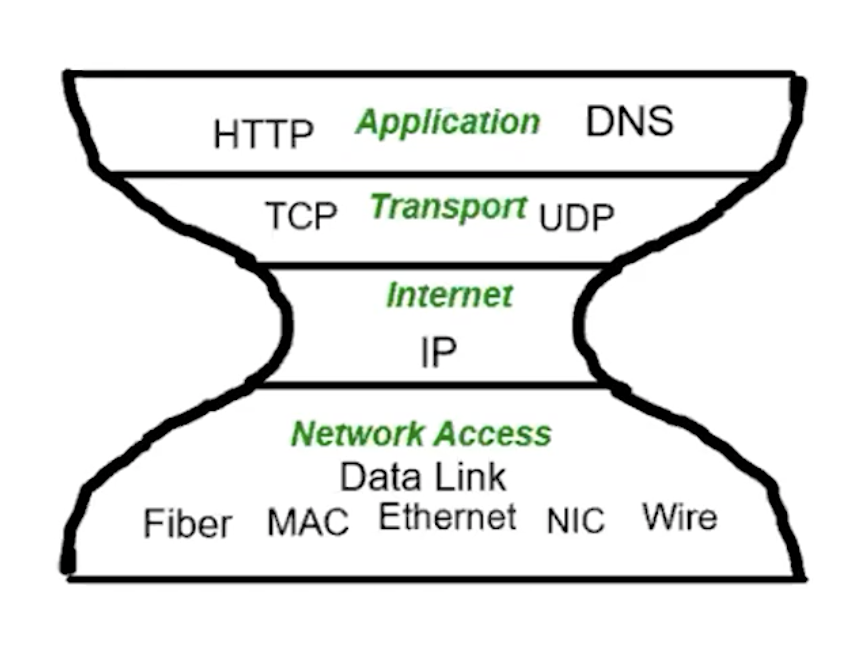 HTTP Application DNS
TCP Transport UDP
Internet
IP
Network Access
Data Link
Fiber MAC Ethernet NIC Wire